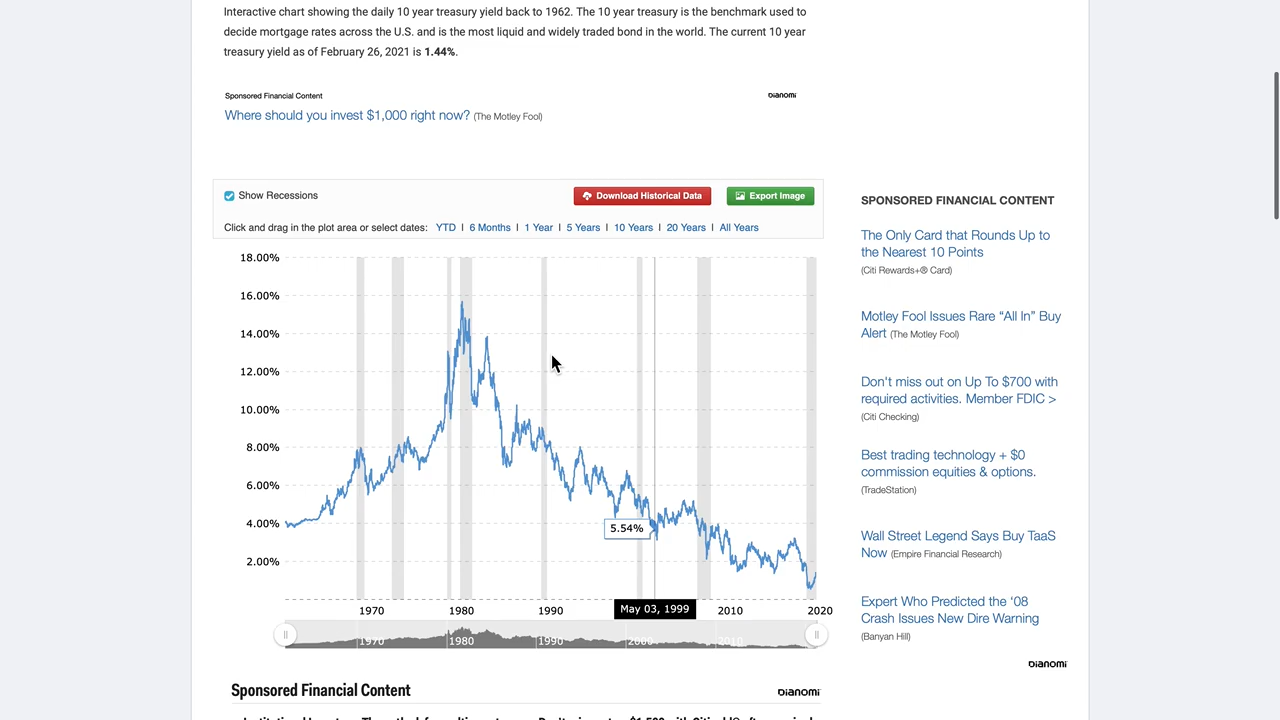 Interactive chart showing the daily 10 year treasury yield back to 1962. The 10 year treasury is the benchmark used to
decide mortgage rates across the U.S. and is the most liquid and widely traded bond in the world. The current 10 year
treasury yield as of February 26, 2021 is 1.44%.
Sponsored Financial Content
DIANOMI
Where should you invest $1,000 right now? (The Motley Fool)
Show Recessions
Download Historical Data
Export Image
Click and drag in the plot area or select dates: YTD | 6 Months | 1 Year | 5 Years | 10 Years | 20 Years | All Years
18.00%
16.00%
14.00%
12.00%
10.00%
8.00%
6.00%
4.00%
2.00%
5.54%
1970
1980
1990
May 03, 1999
2010
2020
1970
1980
1990
2000
2010
SPONSORED FINANCIAL CONTENT
The Only Card that Rounds Up to
the Nearest 10 Points
(Citi Rewards+® Card)
Motley Fool Issues Rare “All In” Buy
Alert (The Motley Fool)
Don't miss out on Up To $700 with
required activities. Member FDIC >
(Citi Checking)
Best trading technology + $0
commission equities & options.
(TradeStation)
Wall Street Legend Says Buy TaaS
Now (Empire Financial Research)
Expert Who Predicted the ‘08
Crash Issues New Dire Warning
(Banyan Hill)
DIANOMI
Sponsored Financial Content
DIANOMI